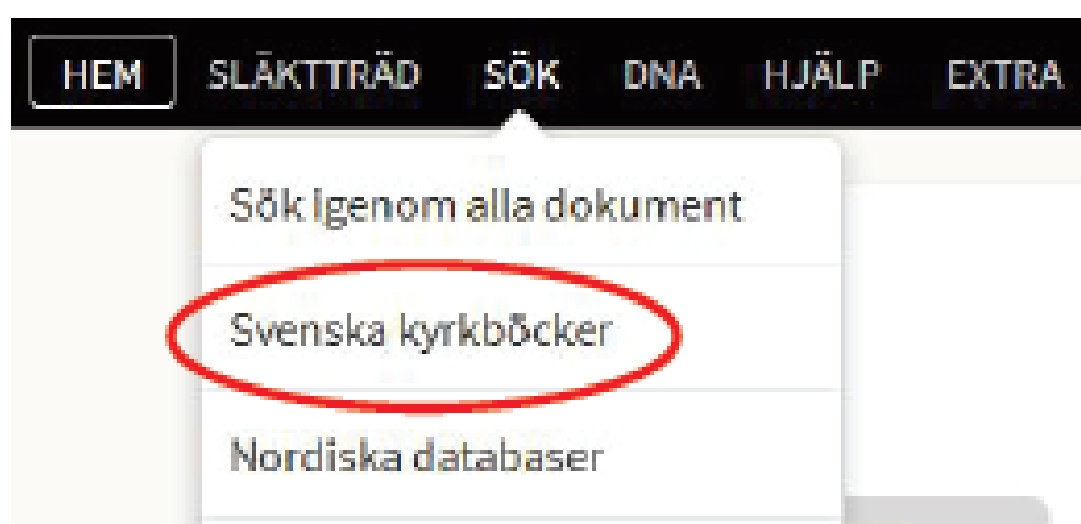 HEM SLÄKTTRÄD SÖK DNA HJÄLP EXTRA
Sök igenom alla dokument
Svenska kyrkböcker
Nordiska databaser